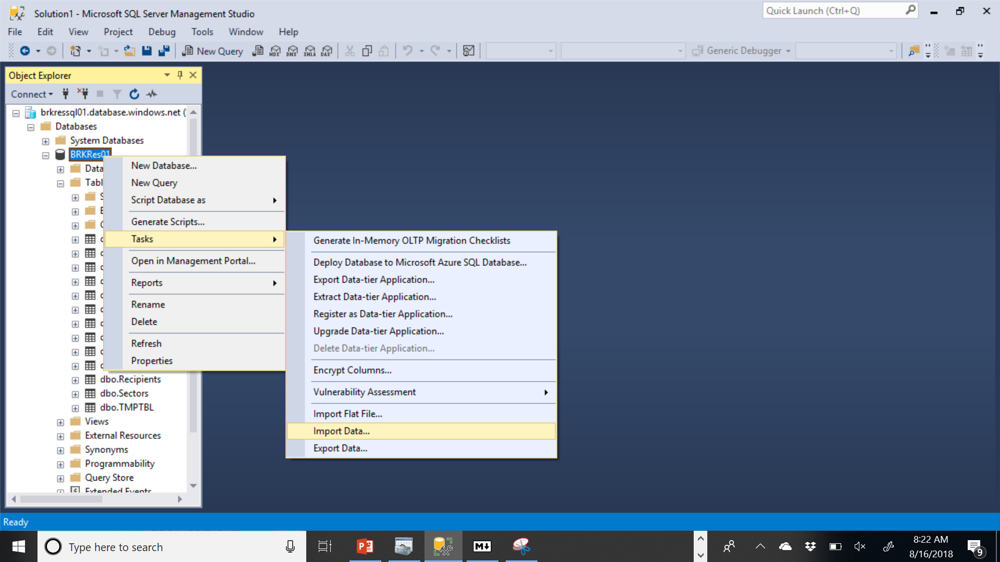 Solution1 - Microsoft SQL Server Management Studio
Quick Launch (Ctrl+Q)
File Edit View Project Debug Tools Window Help
New Query
MDX DMX XMLA DAX
Generic Debugger
Object Explorer
Connect
brkressql01.database.windows.net (
Databases
System Databases
BRKRes01
Data
Tabl
dbo.Recipients
dbo.Sectors
dbo.TMPTBL
Views
External Resources
Synonyms
Programmability
Query Store
Extended Events
New Database...
New Query
Script Database as
Generate Scripts...
Tasks
Open in Management Portal...
Reports
Rename
Delete
Refresh
Properties
Generate In-Memory OLTP Migration Checklists
Deploy Database to Microsoft Azure SQL Database...
Export Data-tier Application...
Extract Data-tier Application...
Register as Data-tier Application...
Upgrade Data-tier Application...
Delete Data-tier Application...
Encrypt Columns...
Vulnerability Assessment
Import Flat File...
Import Data...
Export Data...
Ready
Type here to search
P
M
8:22 AM
8/16/2018
9